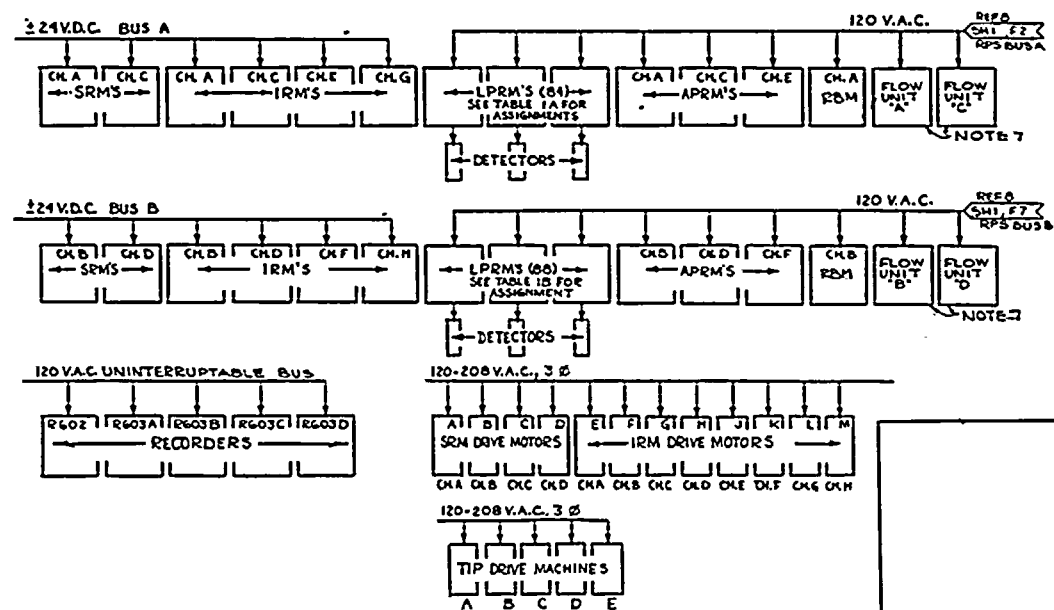 ±24V.D.C. BUS A
120 V.A.C.
REF 8
SH1, F2
RPS BUS A
CH. A CH. C CH. A CH. C CH. E CH. G CH. A CH. C CH. E CH. A
SRM'S IRM'S LPRM'S (84) APRM'S RBM FLOW UNIT "A" FLOW UNIT "C"
SEE TABLE 1A FOR
ASSIGNMENTS
NOTE 7
DETECTORS
±24V.D.C. BUS B
120 V.A.C.
REF 8
SH1, F7
RPS BUS B
CH. B CH. D CH. B CH. D CH. F CH. H CH. B CH. D CH. F CH. B
SRM'S IRM'S LPRM'S (88) APRM'S RBM FLOW UNIT "B" FLOW UNIT "D"
SEE TABLE 1B FOR
ASSIGNMENT
NOTE 7
DETECTORS
120 V.A.C. UNINTERRUPTABLE BUS
120-208 V.A.C., 3 Ø
R602 R603A R603B R603C R603D
RECORDERS
A B C D E F G H J K L M
SRM DRIVE MOTORS IRM DRIVE MOTORS
CH. A CH. B CH. C CH. D CH. A CH. B CH. C CH. D CH. E CH. F CH. G CH. H
120-208 V.A.C., 3 Ø
TIP DRIVE MACHINES
A B C D E